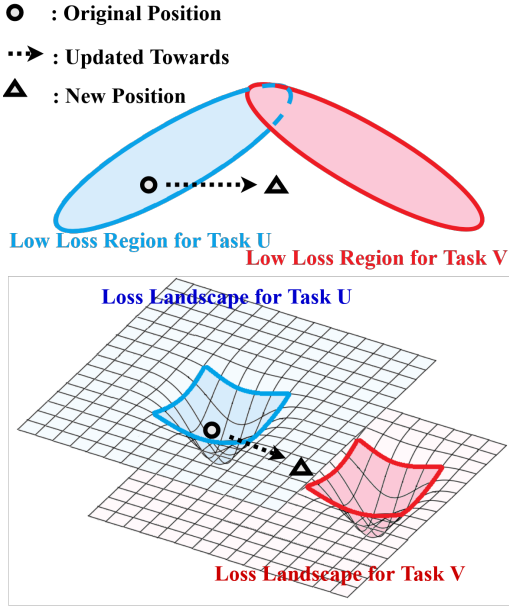 : Original Position
: Updated Towards
: New Position
Low Loss Region for Task U
Low Loss Region for Task V
Loss Landscape for Task U
Loss Landscape for Task V